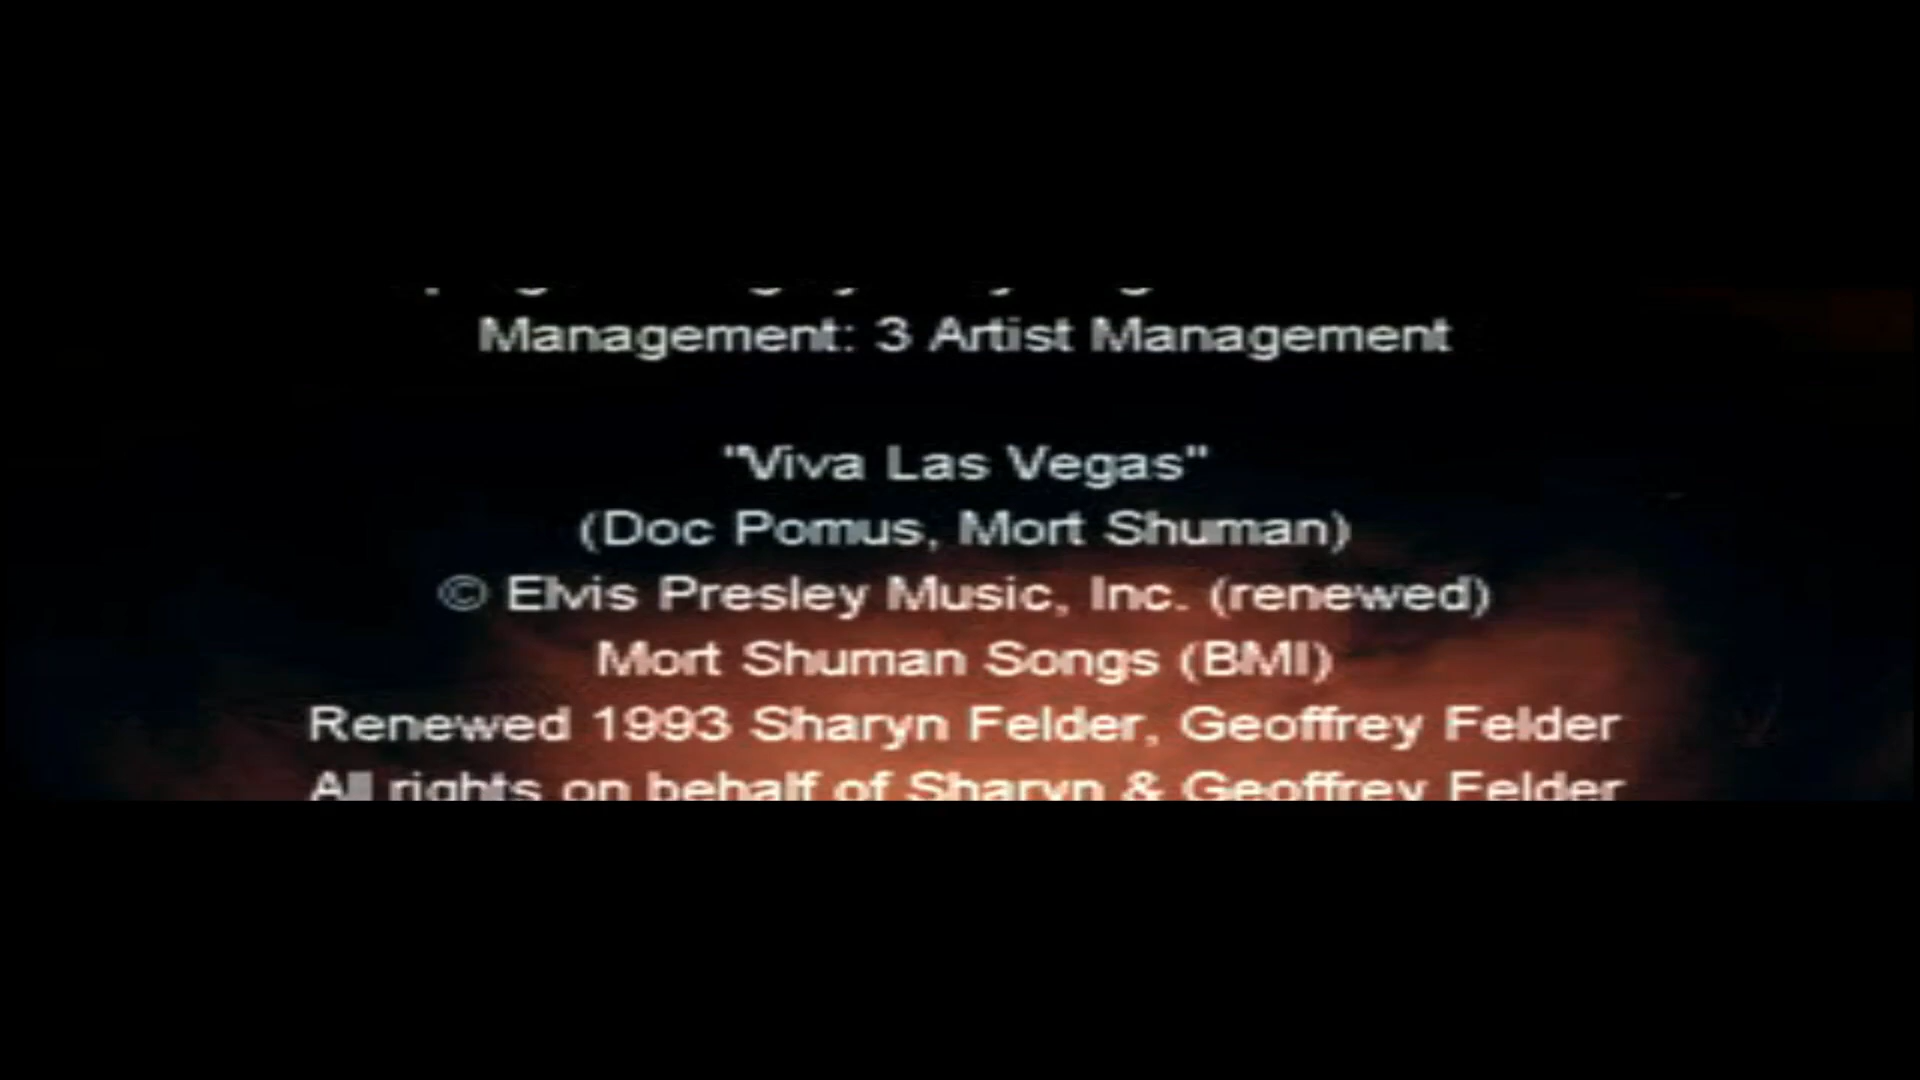 Management: 3 Artist Management
"Viva Las Vegas"
(Doc Pomus, Mort Shuman)
© Elvis Presley Music, Inc. (renewed)
Mort Shuman Songs (BMI)
Renewed 1993 Sharyn Felder, Geoffrey Felder
All rights on behalf of Sharyn & Geoffrey Felder